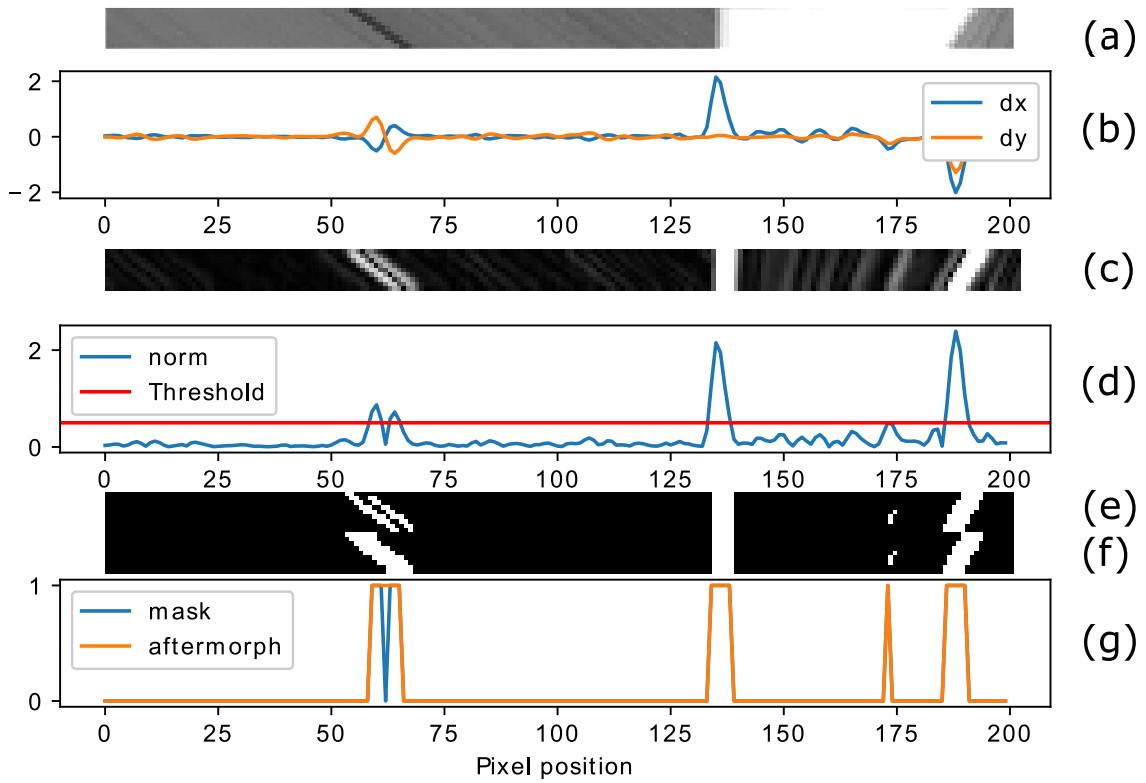 (a)
2
0
−2
dx
dy
(b)
0 25 50 75 100 125 150 175 200
(c)
2
0
norm
Threshold
(d)
0 25 50 75 100 125 150 175 200
(e)
(f)
1
0
mask
aftermorph
(g)
0 25 50 75 100 125 150 175 200
Pixel position